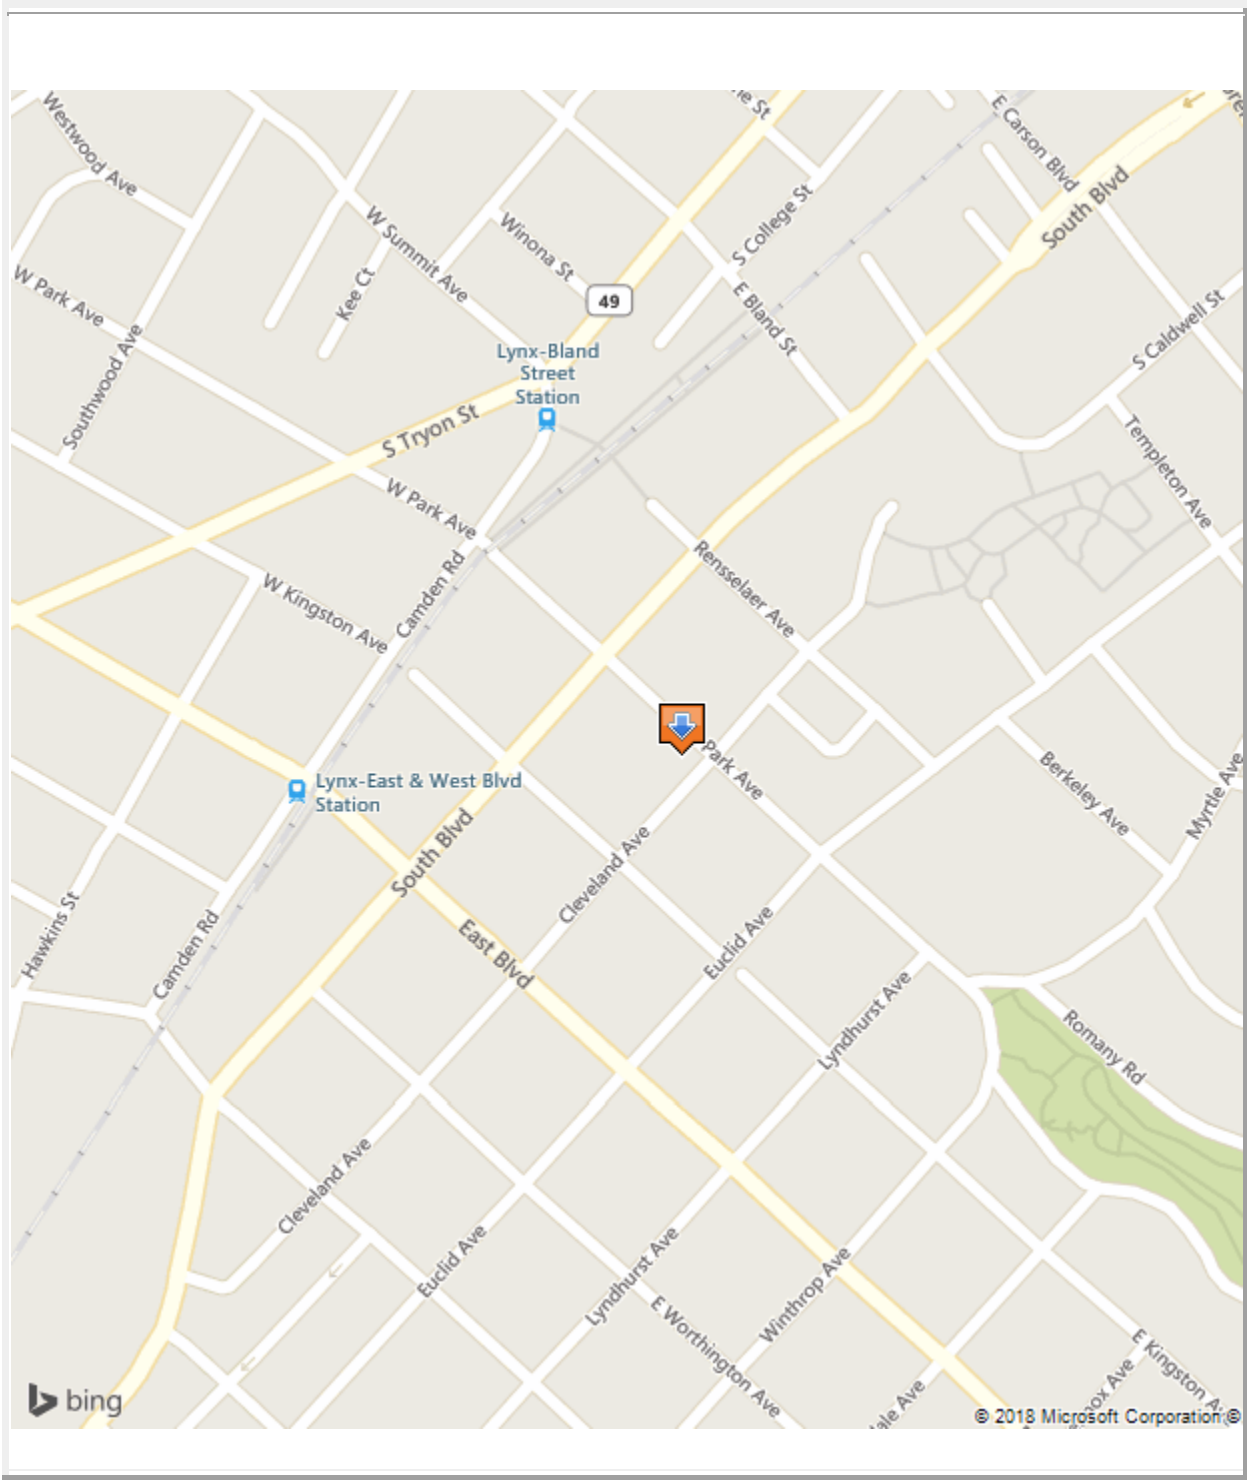 E Carson Blvd
Westwood Ave
South Blvd
S College St
W Summit Ave
Winona St
W Park Ave
Kee Ct
49
E Bland St
S Caldwell St
Southwood Ave
Lynx-Bland
Street
Station
S Tryon St
Templeton Ave
W Park Ave
Rensselaer Ave
Camden Rd
W Kingston Ave
Park Ave
Berkeley Ave
Myrtle Ave
Lynx-East & West Blvd
Station
South Blvd
Cleveland Ave
Hawkins St
Camden Rd
East Blvd
Euclid Ave
Lyndhurst Ave
Romany Rd
Cleveland Ave
Euclid Ave
Lyndhurst Ave
Winthrop Ave
E Worthington Ave
E Kingston
bing
© 2018 Microsoft Corporation ©